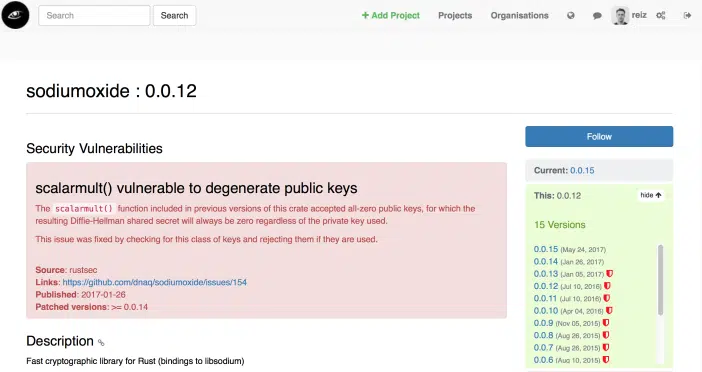 Search
Search
+ Add Project
Projects
Organisations
reiz
sodiumoxide : 0.0.12
Security Vulnerabilities
scalarmult() vulnerable to degenerate public keys
The scalarmult() function included in previous versions of this crate accepted all-zero public keys, for which the
resulting Diffie-Hellman shared secret will always be zero regardless of the private key used.
This issue was fixed by checking for this class of keys and rejecting them if they are used.
Source: rustsec
Links: https://github.com/dnaq/sodiumoxide/issues/154
Published: 2017-01-26
Patched versions: >= 0.0.14
Description
Fast cryptographic library for Rust (bindings to libsodium)
Follow
Current: 0.0.15
This: 0.0.12
hide
15 Versions
0.0.15 (May 24, 2017)
0.0.14 (Jan 26, 2017)
0.0.13 (Jan 05, 2017)
0.0.12 (Jul 10, 2016)
0.0.11 (Jul 10, 2016)
0.0.10 (Apr 04, 2016)
0.0.9 (Nov 05, 2015)
0.0.8 (Aug 26, 2015)
0.0.7 (Aug 26, 2015)
0.0.6 (Aug 10, 2015)